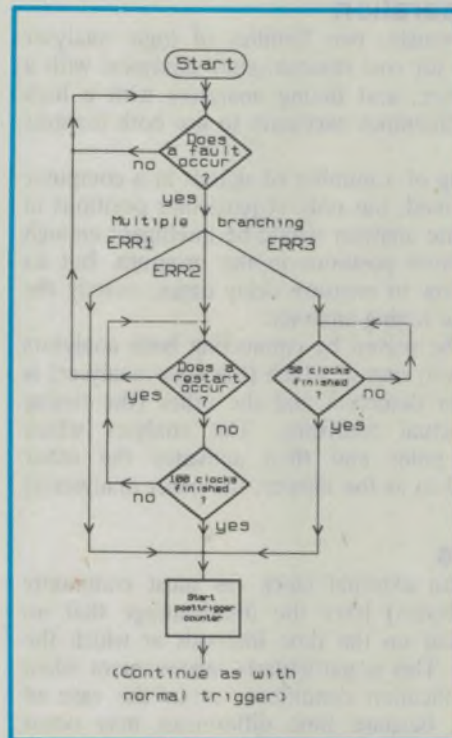 Start
Does
a fault
occur
?
no
yes
Multiple branching
ERR1
ERR2
ERR3
Does a
restart
occur
?
yes
no
50 clocks
finished
?
no
yes
100 clocks
finished
?
no
yes
Start
posttrigger
counter
(Continue as with
normal trigger